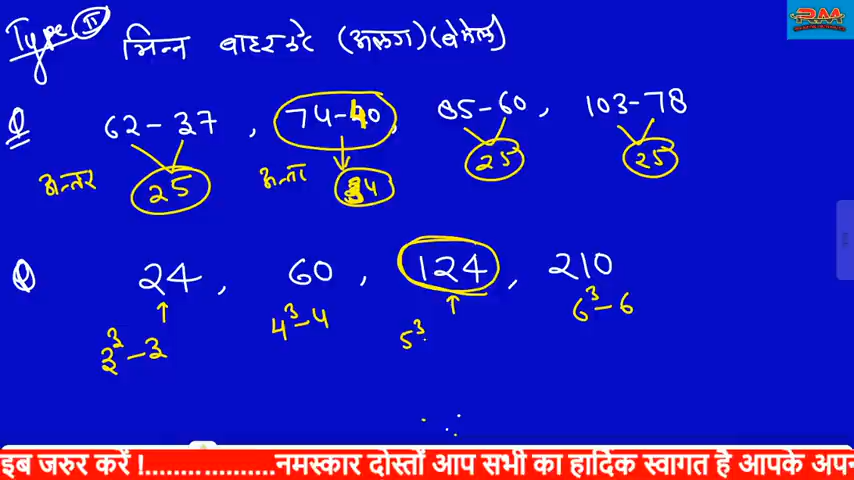 Type II भिन्न बाहर छाँटे (अलग) (बेमेल)
RM
Q 62-37, 74-40, 85-60, 103-78
अन्तर 25 अन्तर 34 25 25
Q 24, 60, 124, 210
3³-3 4³-4 5³ 6³-6
इब जरुर करें !........ ...........नमस्कार दोस्तों आप सभी का हार्दिक स्वागत है आपके अपन